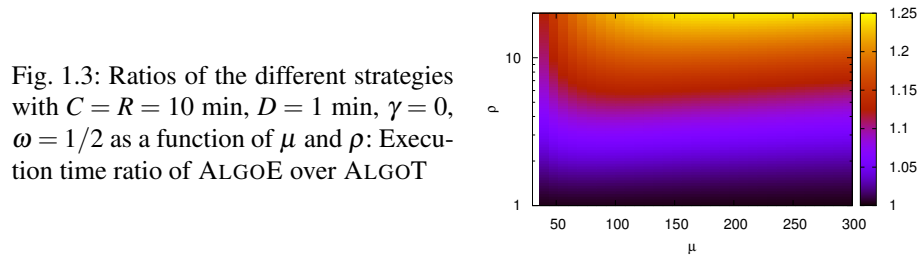 Fig. 1.3: Ratios of the different strategies
with C = R = 10 min, D = 1 min, γ = 0,
ω = 1/2 as a function of μ and ρ: Execu-
tion time ratio of ALGOE over ALGOT
10
1
ρ
50 100 150 200 250 300
μ
1.25
1.2
1.15
1.1
1.05
1